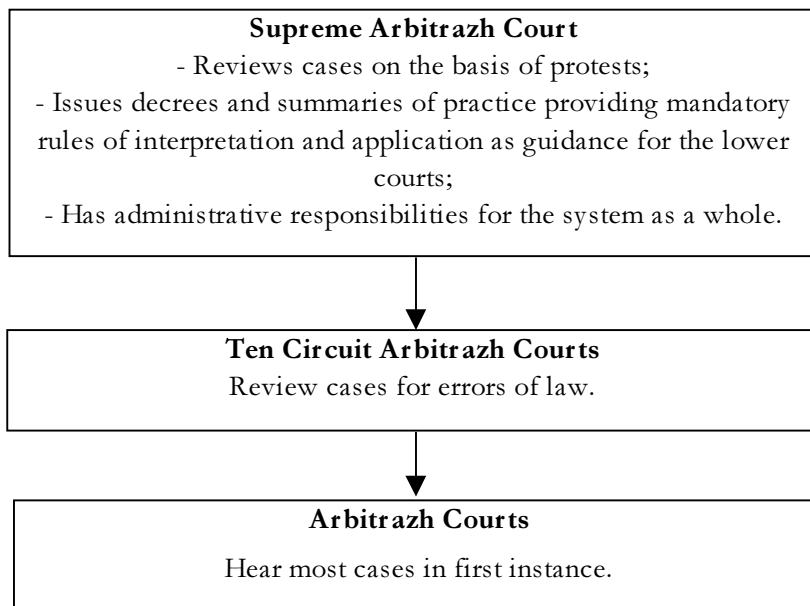 Supreme Arbitrazh Court
- Reviews cases on the basis of protests;
- Issues decrees and summaries of practice providing mandatory
rules of interpretation and application as guidance for the lower
courts;
- Has administrative responsibilities for the system as a whole.
Ten Circuit Arbitrazh Courts
Review cases for errors of law.
Arbitrazh Courts
Hear most cases in first instance.